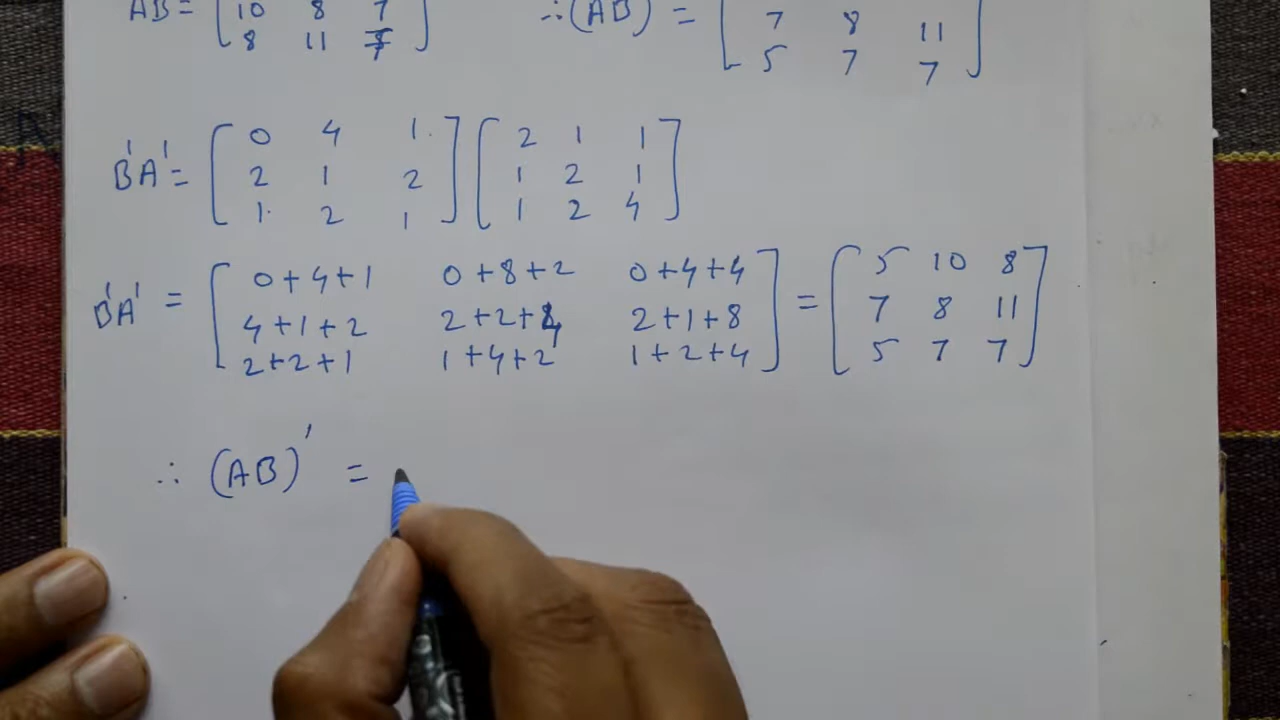 AB = [ 10 8 7
8 11 7 ]
∴ (AB) = [ 7 8 11
5 7 7 ]
B'A' = [ 0 4 1 ] [ 2 1 1 ]
2 1 2 1 2 1
1 2 1 1 2 4
B'A' = [ 0+4+1 0+8+2 0+4+4 ] = [ 5 10 8 ]
4+1+2 2+2+4 2+1+8 7 8 11
2+2+1 1+4+2 1+2+4 5 7 7
∴ (AB)' =